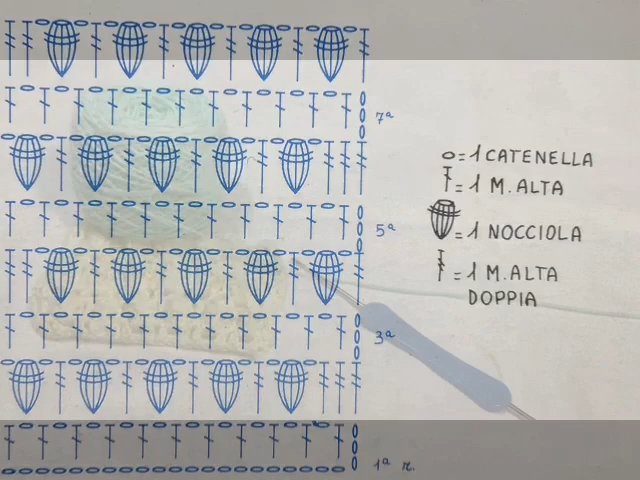 7ª
= 1 CATENELLA
= 1 M. ALTA
5ª
= 1 NOCCIOLA
= 1 M. ALTA
DOPPIA
3ª
1ª r.